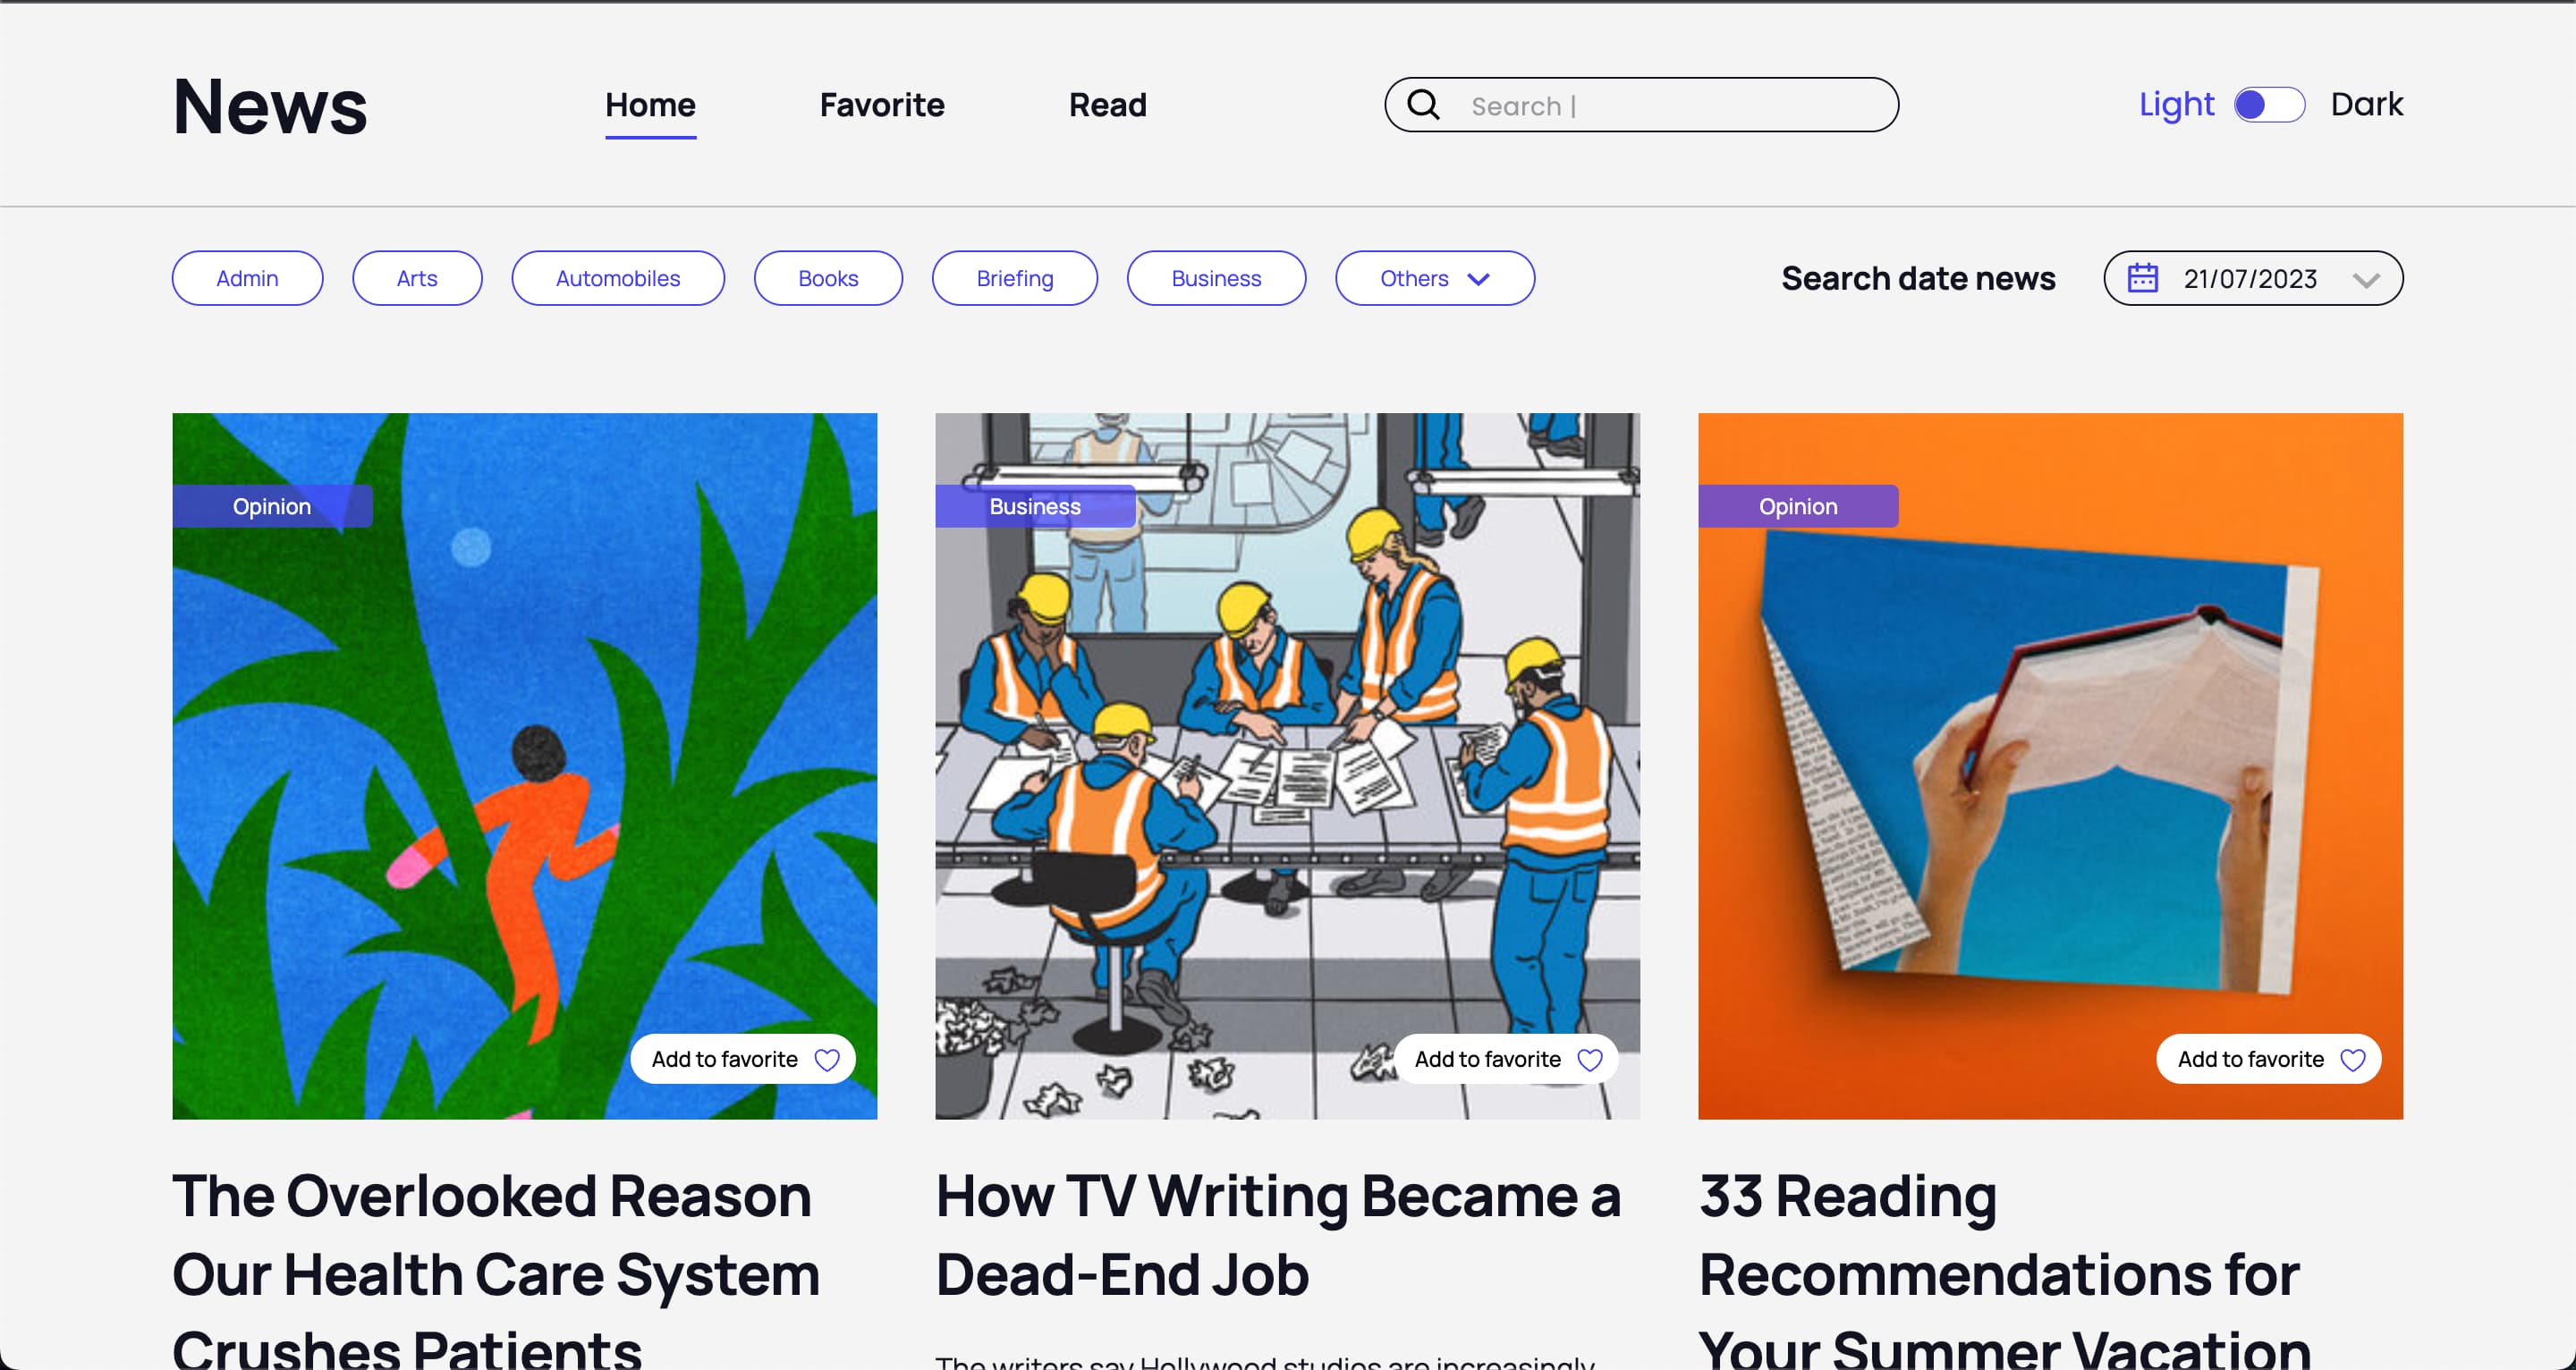 News
Home Favorite Read
Search |
Light Dark
Admin Arts Automobiles Books Briefing Business Others
Search date news 21/07/2023
Opinion
Business
Opinion
Add to favorite
Add to favorite
Add to favorite
The Overlooked Reason
Our Health Care System
Crushes Patients
How TV Writing Became a
Dead-End Job
The writers say Hollywood studios are increasingly
33 Reading
Recommendations for
Your Summer Vacation